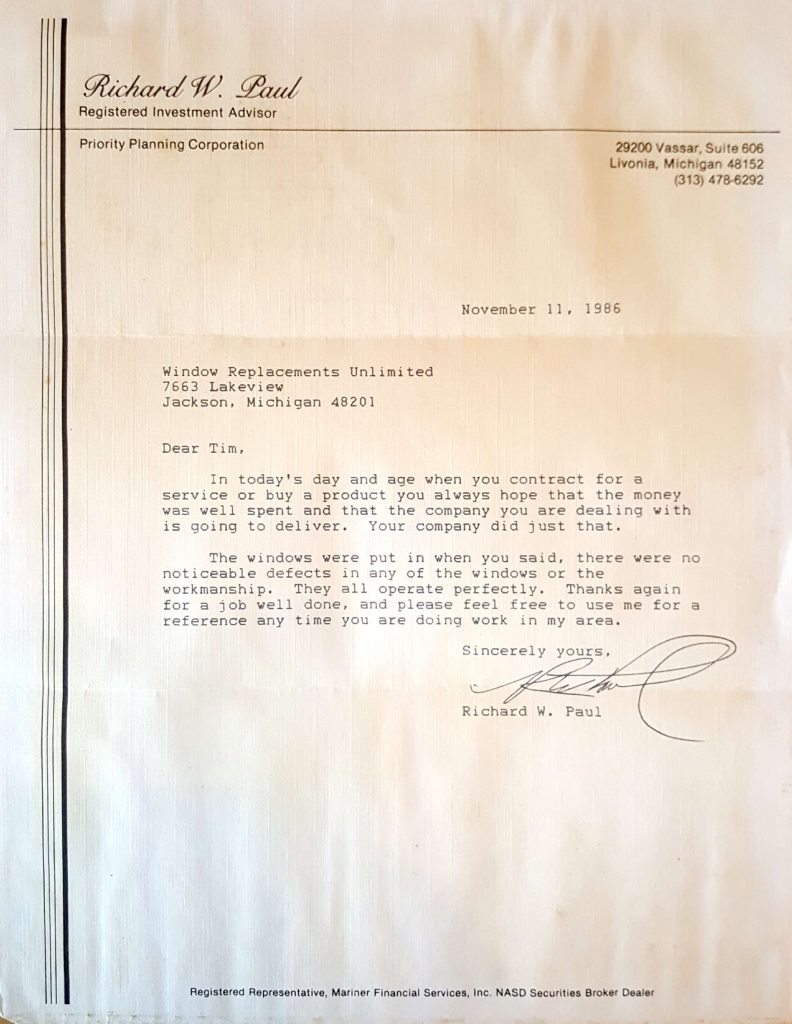 Richard W. Paul
Registered Investment Advisor
Priority Planning Corporation
29200 Vassar, Suite 606
Livonia, Michigan 48152
(313) 478-6292
November 11, 1986
Window Replacements Unlimited
7663 Lakeview
Jackson, Michigan 48201
Dear Tim,
In today's day and age when you contract for a
service or buy a product you always hope that the money
was well spent and that the company you are dealing with
is going to deliver.  Your company did just that.
The windows were put in when you said, there were no
noticeable defects in any of the windows or the
workmanship.  They all operate perfectly.  Thanks again
for a job well done, and please feel free to use me for a
reference any time you are doing work in my area.
Sincerely yours,
Richard W. Paul
Registered Representative, Mariner Financial Services, Inc. NASD Securities Broker Dealer